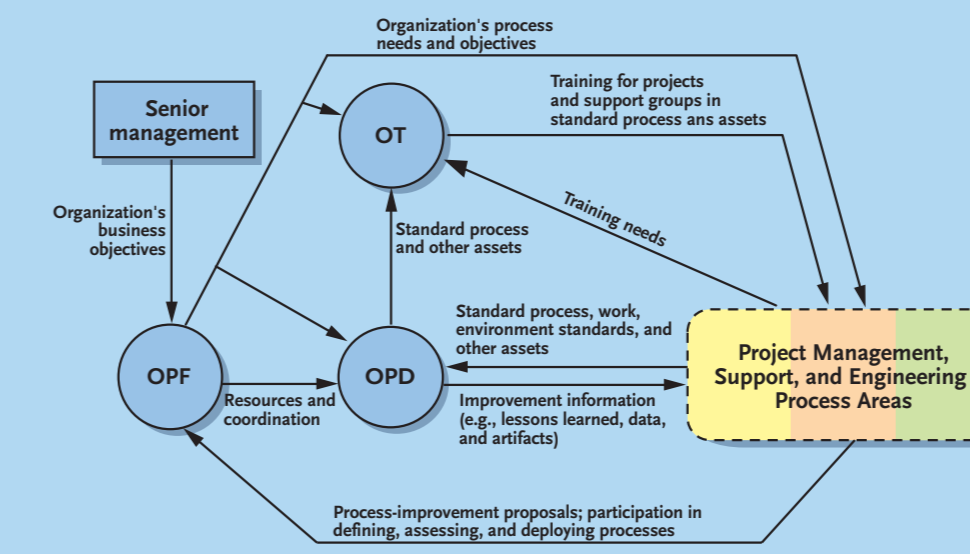 Organization's process
needs and objectives
Senior
management
OT
Training for projects
and support groups in
standard process ans assets
Organization's
business
objectives
Standard process
and other assets
Training needs
OPF
Resources and
coordination
OPD
Standard process, work,
environment standards, and
other assets
Improvement information
(e.g., lessons learned, data,
and artifacts)
Project Management,
Support, and Engineering
Process Areas
Process-improvement proposals; participation in
defining, assessing, and deploying processes